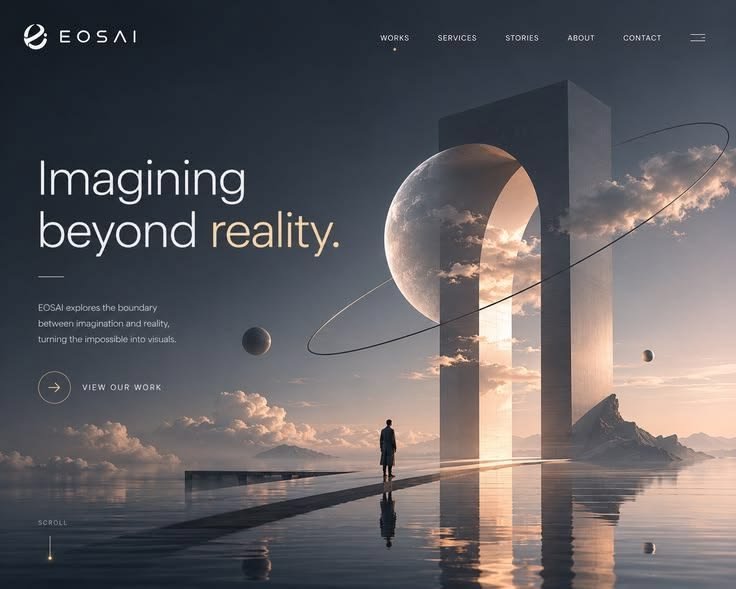 EOSAI
WORKS
SERVICES
STORIES
ABOUT
CONTACT
Imagining
beyond reality.
EOSAI explores the boundary
between imagination and reality,
turning the impossible into visuals.
VIEW OUR WORK
SCROLL